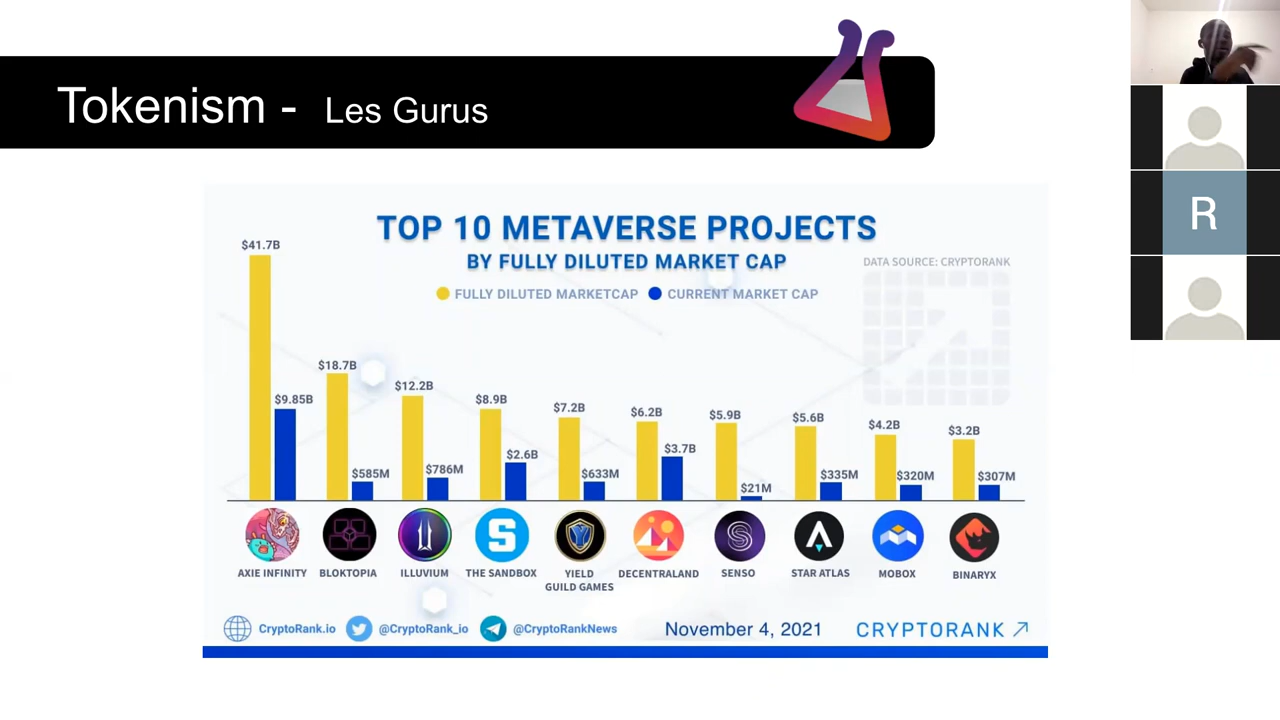 Tokenism - Les Gurus
TOP 10 METAVERSE PROJECTS
BY FULLY DILUTED MARKET CAP
DATA SOURCE: CRYPTORANK
FULLY DILUTED MARKETCAP CURRENT MARKET CAP
$41.7B
$9.85B
$18.7B
$585M
$12.2B
$786M
$8.9B
$2.6B
$7.2B
$633M
$6.2B
$3.7B
$5.9B
$21M
$5.6B
$335M
$4.2B
$320M
$3.2B
$307M
AXIE INFINITY
BLOKTOPIA
ILLUVIUM
THE SANDBOX
YIELD
GUILD GAMES
DECENTRALAND
SENSO
STAR ATLAS
MOBOX
BINARYX
CryptoRank.io @CryptoRank_io @CryptoRankNews November 4, 2021 CRYPTORANK
R